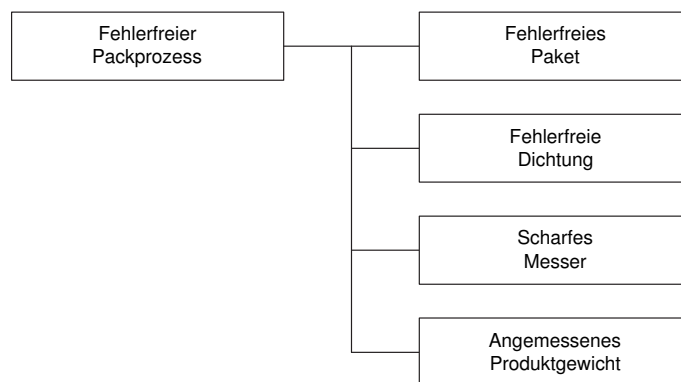 Fehlerfreier
Packprozess
Fehlerfreies
Paket
Fehlerfreie
Dichtung
Scharfes
Messer
Angemessenes
Produktgewicht